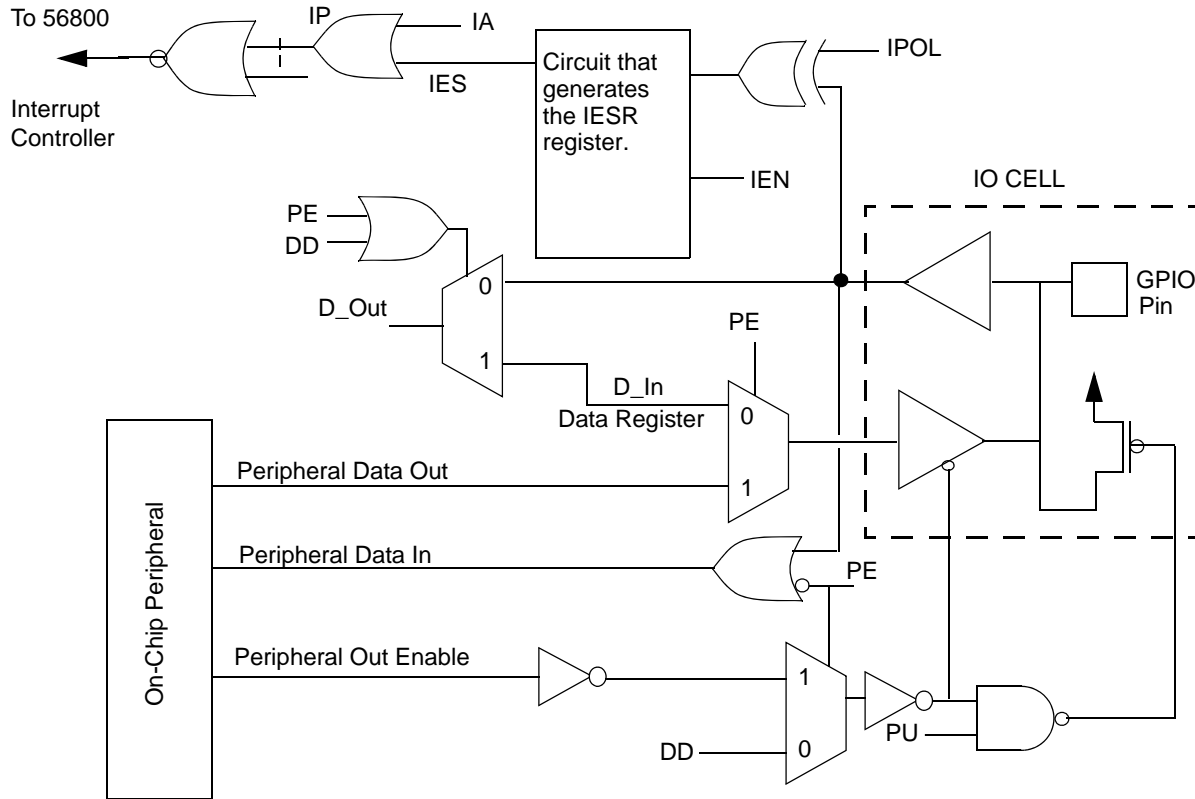 To 56800
Interrupt
Controller
IP
IA
IES
Circuit that
generates
the IESR
register.
IPOL
IEN
IO CELL
PE
DD
D_Out
0
1
GPIO
Pin
PE
D_In
Data Register
0
1
On-Chip Peripheral
Peripheral Data Out
Peripheral Data In
PE
Peripheral Out Enable
1
0
DD
PU